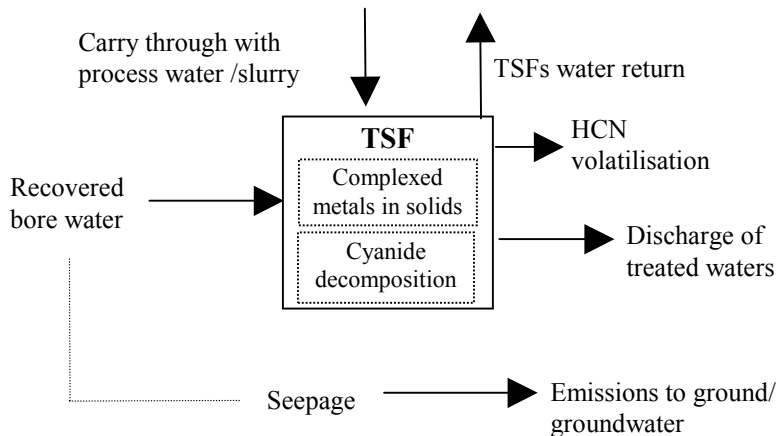 Carry through with
process water /slurry
TSFs water return
TSF
HCN
volatilisation
Complexed
metals in solids
Recovered
bore water
Cyanide
decomposition
Discharge of
treated waters
Seepage
Emissions to ground/
groundwater